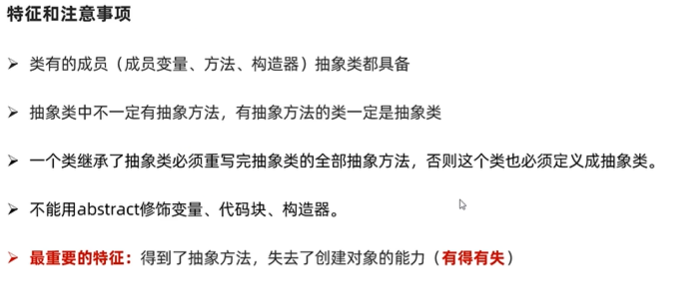 特征和注意事项
➢ 类有的成员（成员变量、方法、构造器）抽象类都具备
➢ 抽象类中不一定有抽象方法，有抽象方法的类一定是抽象类
➢ 一个类继承了抽象类必须重写完抽象类的全部抽象方法，否则这个类也必须定义成抽象类。
➢ 不能用abstract修饰变量、代码块、构造器。
➢ 最重要的特征：得到了抽象方法，失去了创建对象的能力（有得有失）